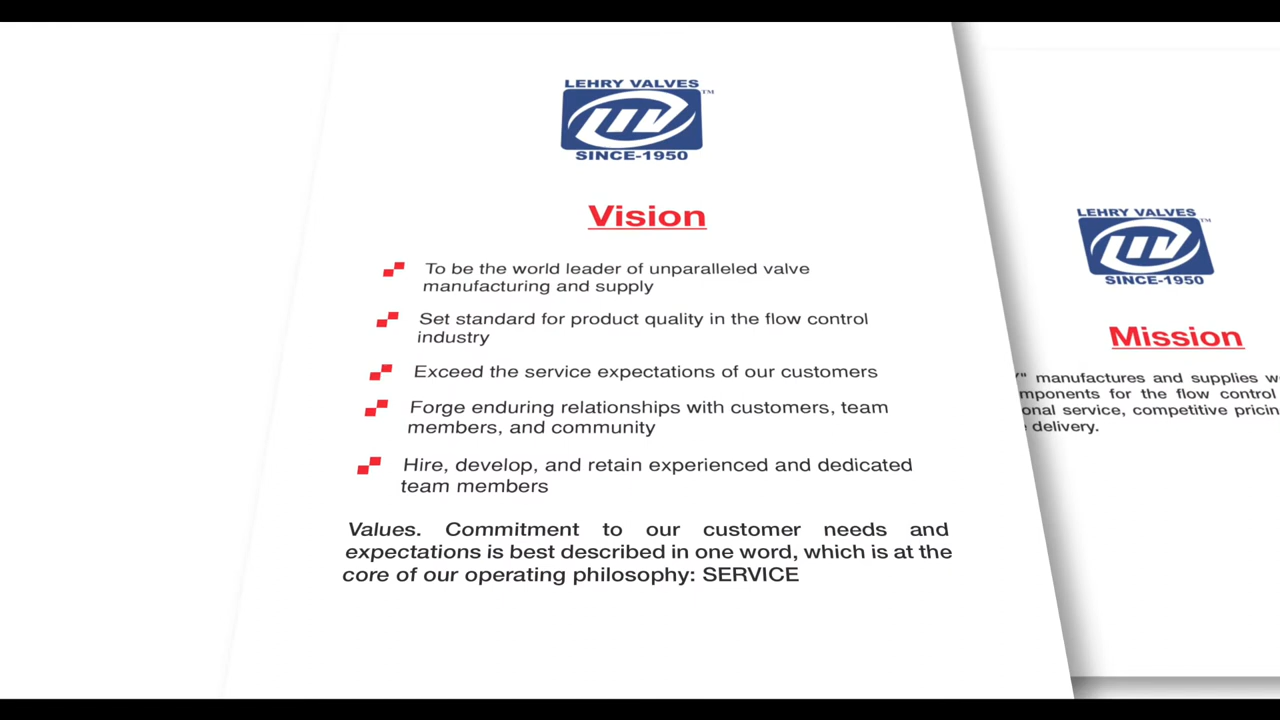 LEHRY VALVES
TM
SINCE-1950
Vision
To be the world leader of unparalleled valve
manufacturing and supply
Set standard for product quality in the flow control
industry
Exceed the service expectations of our customers
Forge enduring relationships with customers, team
members, and community
Hire, develop, and retain experienced and dedicated
team members
Values. Commitment to our customer needs and
expectations is best described in one word, which is at the
core of our operating philosophy: SERVICE
LEHRY VALVES
TM
SINCE-1950
Mission
manufactures and supplies
for the flow control
service, competitive
delivery.